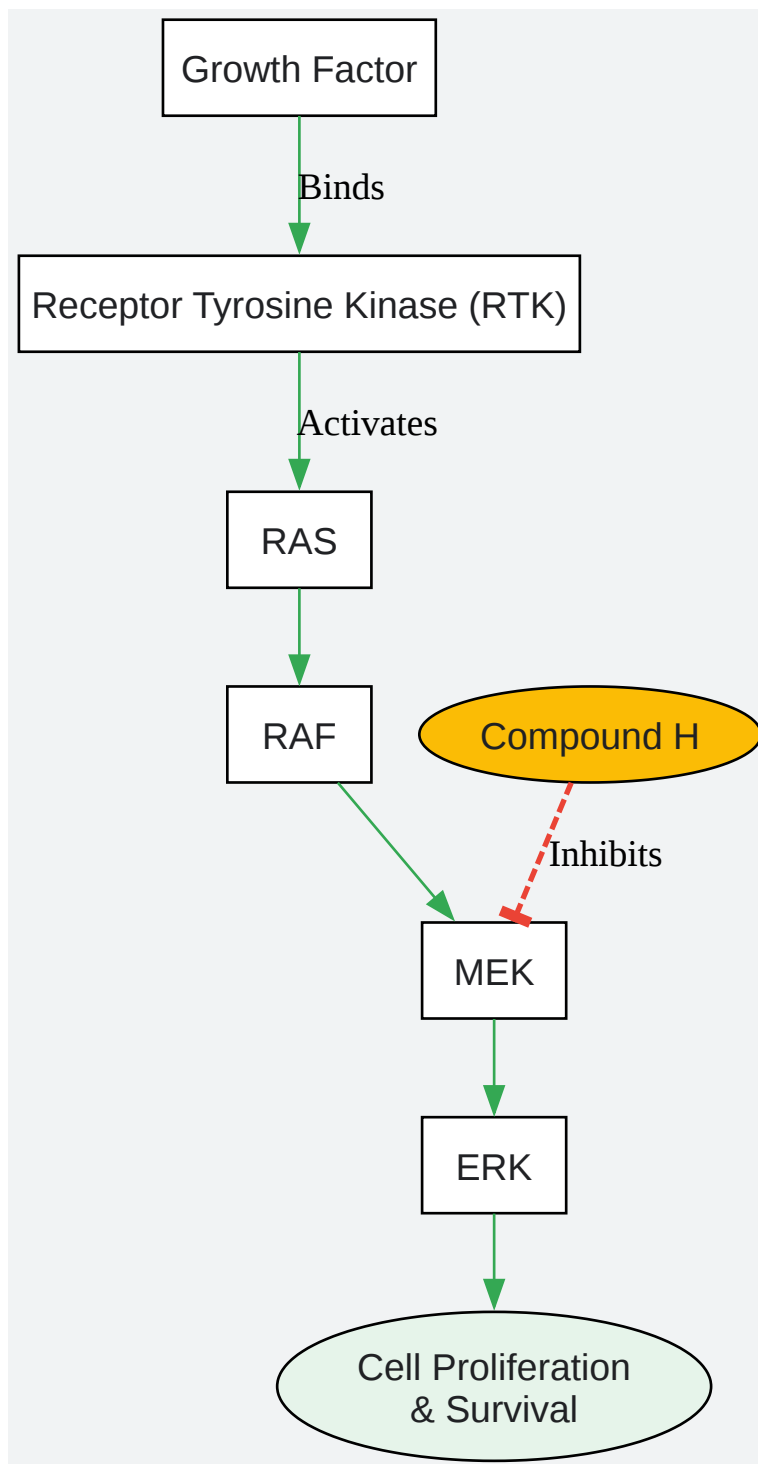 Growth Factor
Binds
Receptor Tyrosine Kinase (RTK)
Activates
RAS
RAF
Compound H
Inhibits
MEK
ERK
Cell Proliferation
& Survival